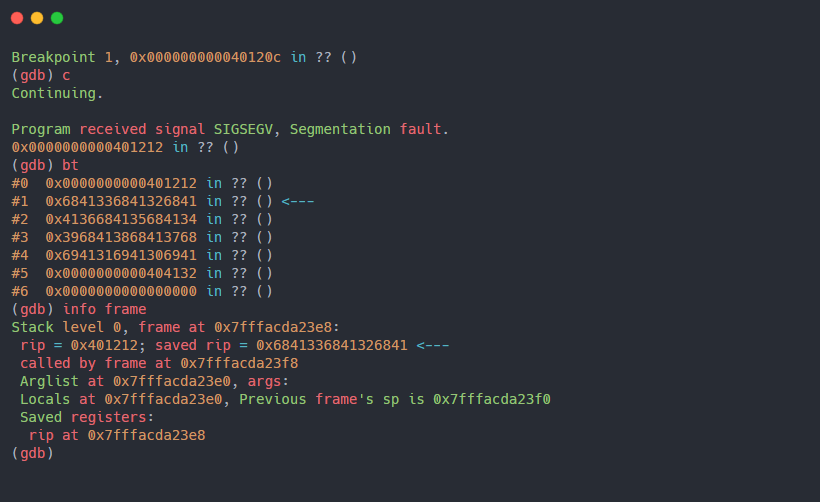 Breakpoint 1, 0x000000000040120c in ?? ()
(gdb) c
Continuing.
Program received signal SIGSEGV, Segmentation fault.
0x0000000000401212 in ?? ()
(gdb) bt
#0  0x0000000000401212 in ?? ()
#1  0x6841336841326841 in ?? () <---
#2  0x4136684135684134 in ?? ()
#3  0x3968413868413768 in ?? ()
#4  0x6941316941306941 in ?? ()
#5  0x0000000000404132 in ?? ()
#6  0x0000000000000000 in ?? ()
(gdb) info frame
Stack level 0, frame at 0x7fffacda23e8:
 rip = 0x401212; saved rip = 0x6841336841326841 <---
 called by frame at 0x7fffacda23f8
 Arglist at 0x7fffacda23e0, args:
 Locals at 0x7fffacda23e0, Previous frame's sp is 0x7fffacda23f0
 Saved registers:
  rip at 0x7fffacda23e8
(gdb)